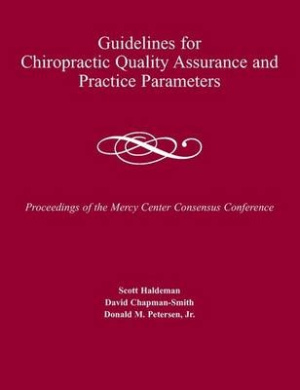 Guidelines for
Chiropractic Quality Assurance and
Practice Parameters
Proceedings of the Mercy Center Consensus Conference
Scott Haldeman
David Chapman-Smith
Donald M. Petersen, Jr.